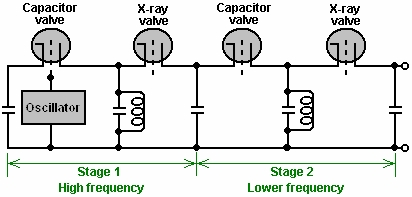 Capacitor valve
X-ray valve
Capacitor valve
X-ray valve
Oscillator
Stage 1
High frequency
Stage 2
Lower frequency